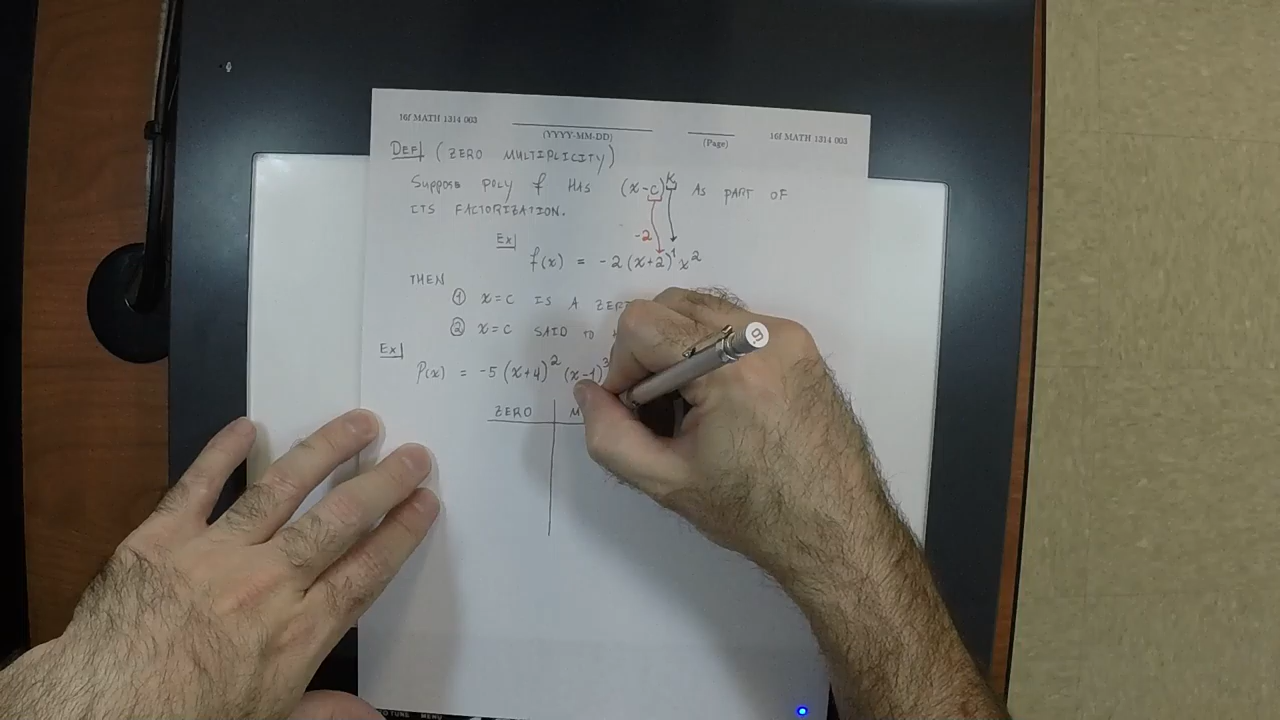 16f MATH 1314 003 (YYYY-MM-DD) (Page) 16f MATH 1314 003
DEF (ZERO MULTIPLICITY)
SUPPOSE POLY f HAS (x-c)^k AS PART OF
ITS FACTORIZATION.
-2
Ex
f(x) = -2(x+2)^1 x^2
THEN
① x=c IS A
② x=c SAID TO
Ex
P(x) = -5(x+4)^2 (x-1)^3
ZERO
MENU
6